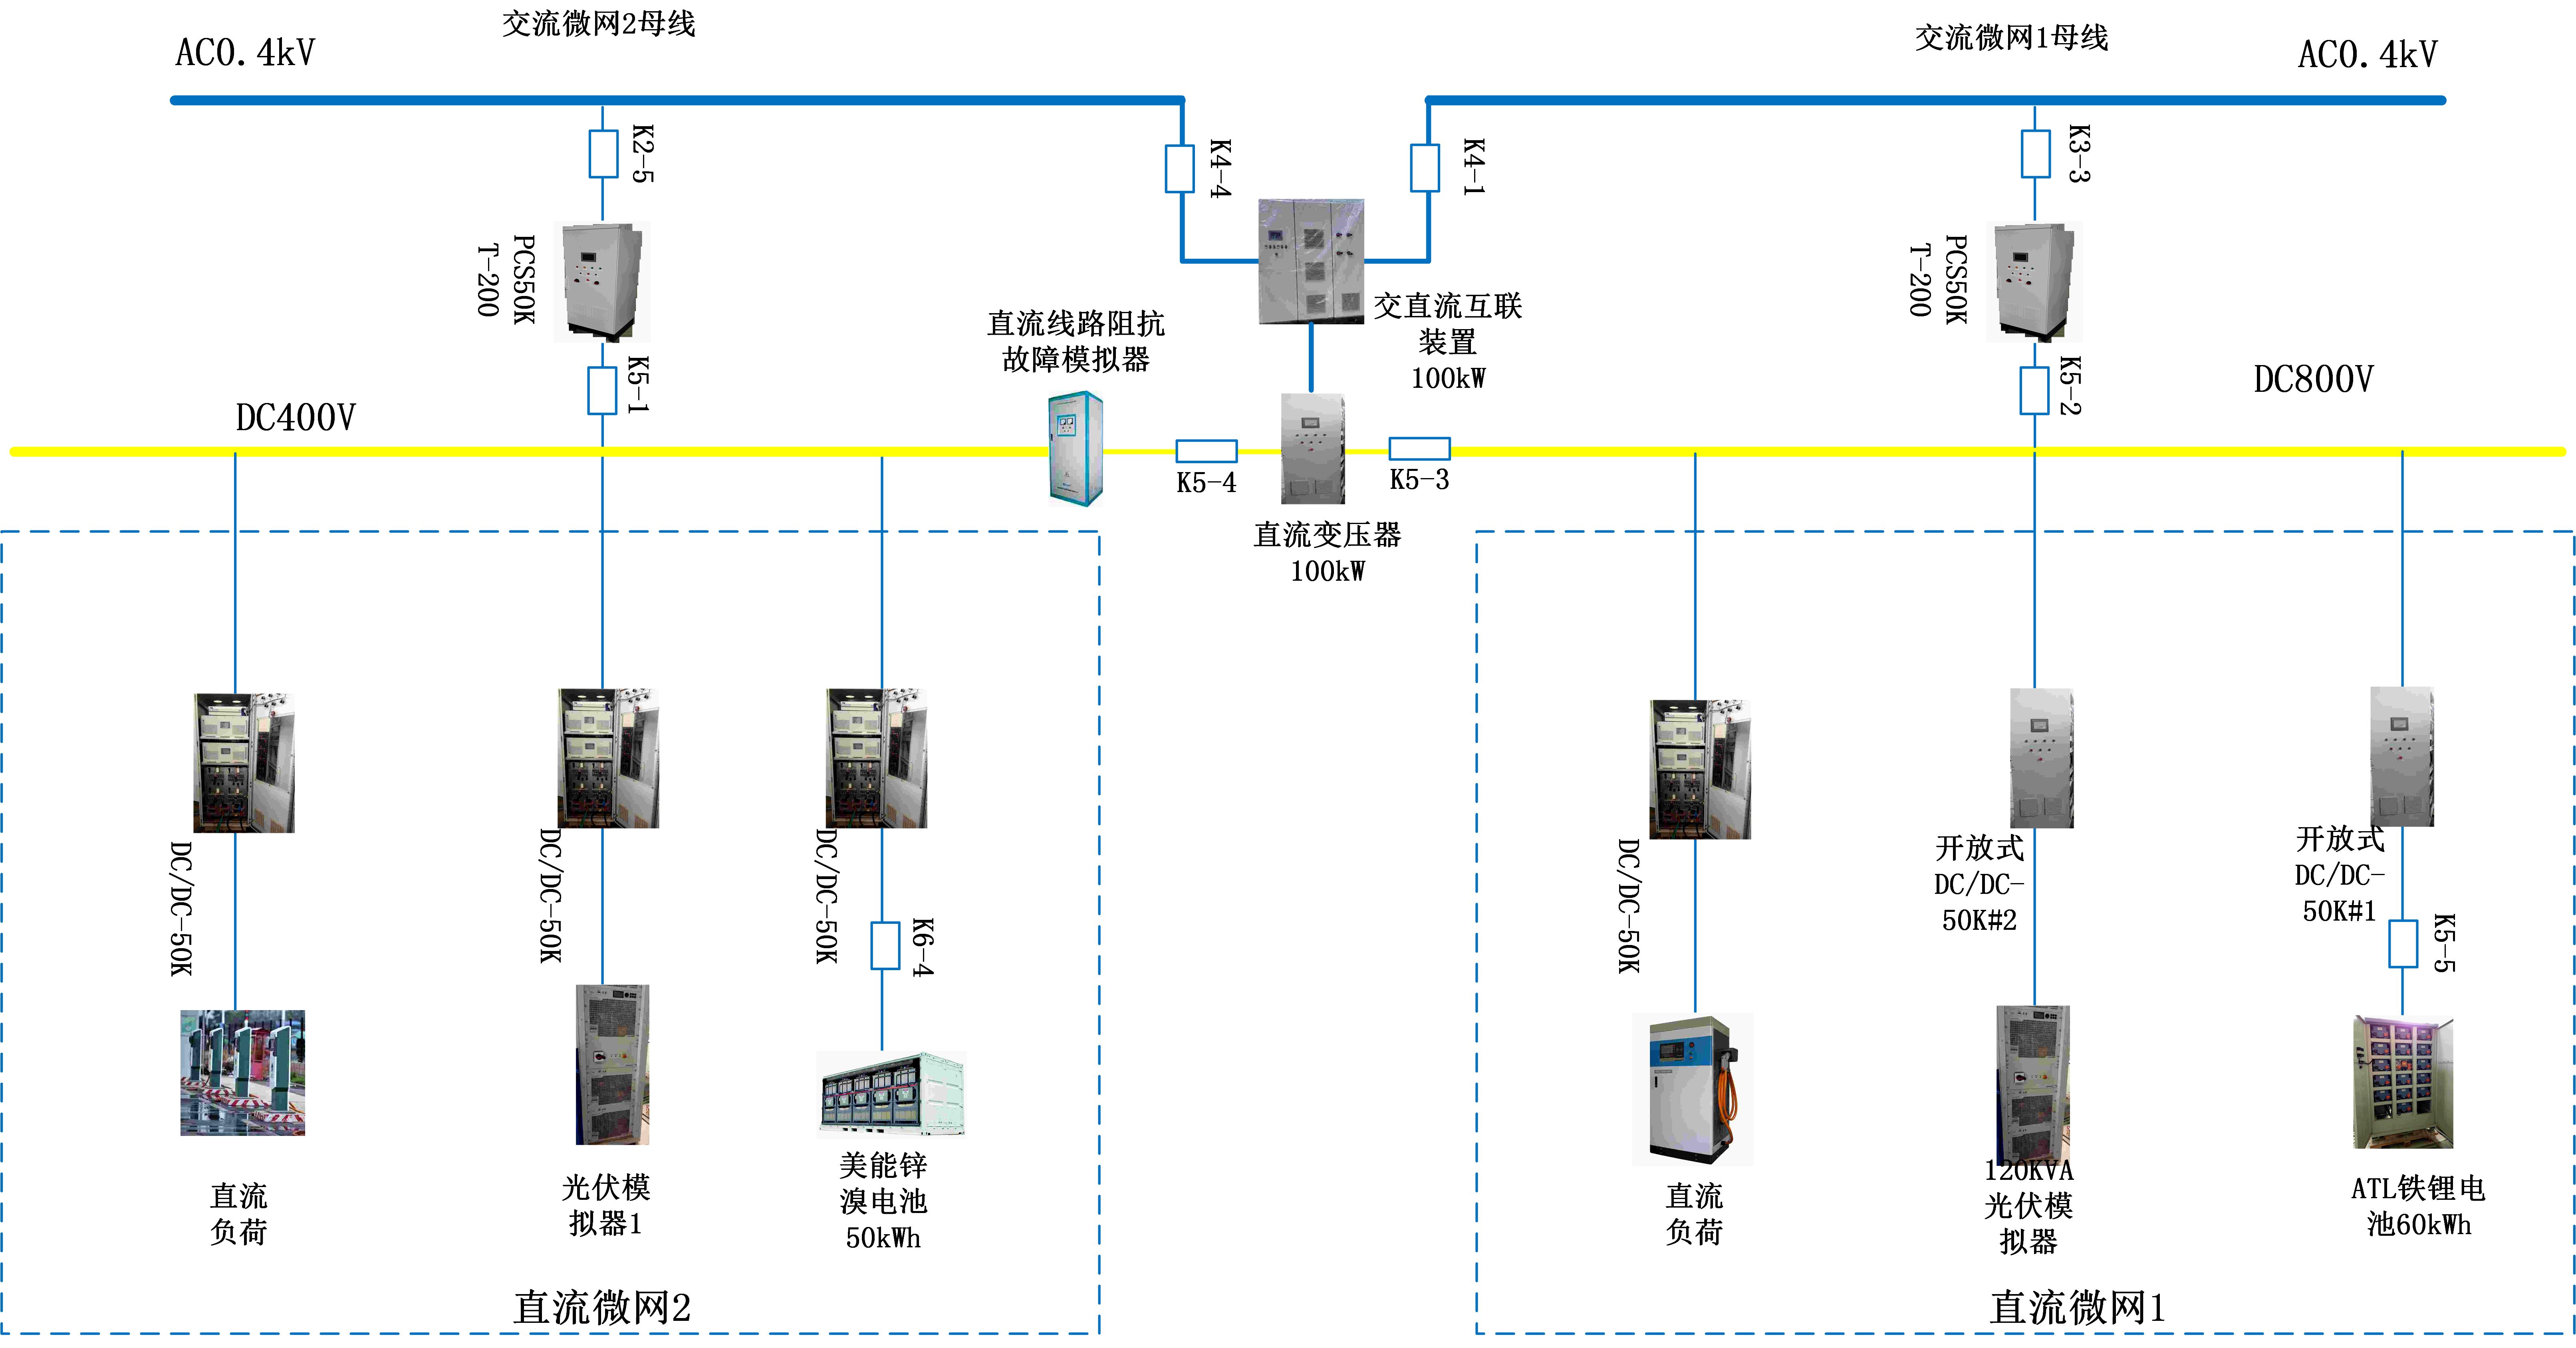 交流微网2母线
交流微网1母线
AC0.4kV
AC0.4kV
K2-5
K4-4
K4-1
K3-3
PCS50K
T-200
PCS50K
T-200
直流线路阻抗
故障模拟器
交直流互联
装置
100kW
K5-1
K5-2
DC400V
DC800V
K5-4
K5-3
直流变压器
100kW
DC/DC-50K
DC/DC-50K
DC/DC-50K
K6-4
DC/DC-50K
开放式
DC/DC-
50K#2
开放式
DC/DC-
50K#1
K5-5
直流
负荷
光伏模
拟器1
美能锌
溴电池
50kWh
直流
负荷
120KVA
光伏模
拟器
ATL铁锂电
池60kWh
直流微网2
直流微网1